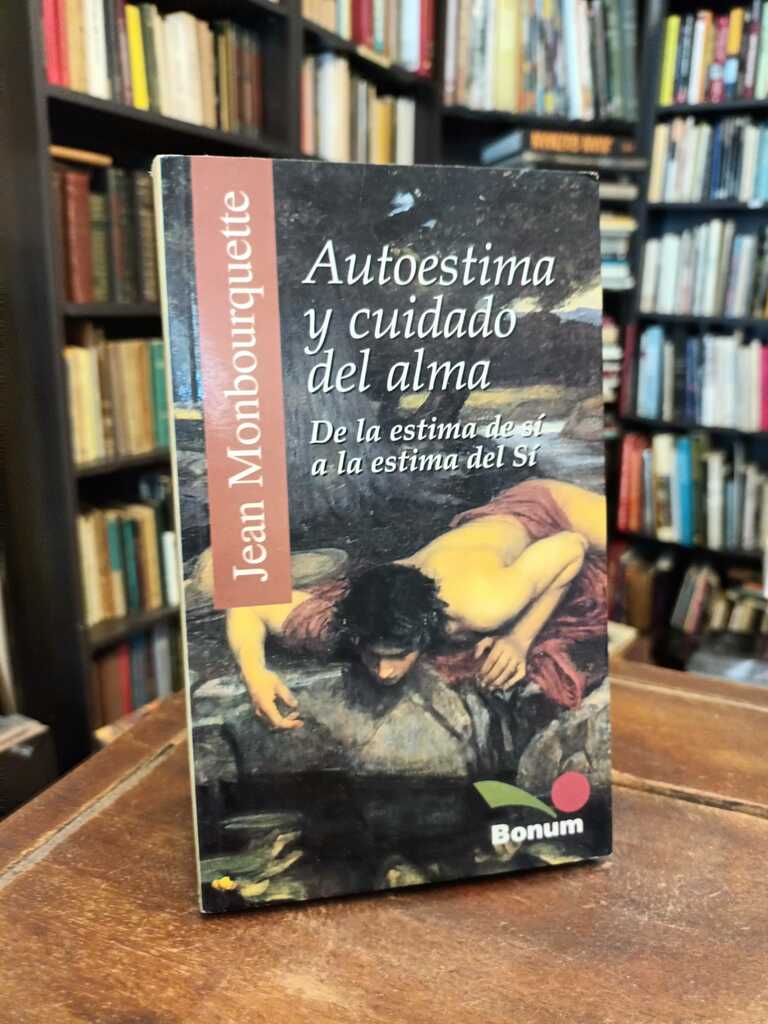 Jean Monbourquette
Autoestima
y cuidado
del alma
De la estima de sí
a la estima del Sí
Bonum